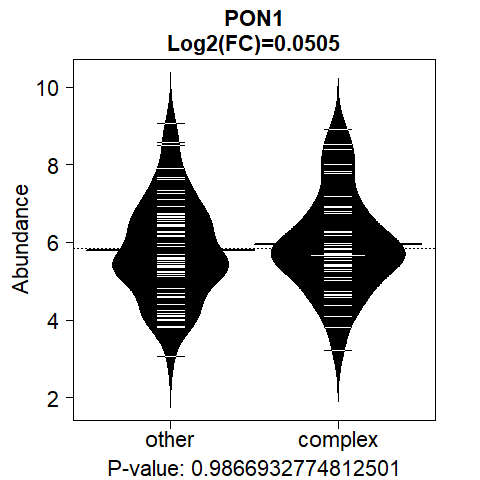 PON1
Log2(FC)=0.0505
Abundance
10
8
6
4
2
other complex
P-value: 0.9866932774812501